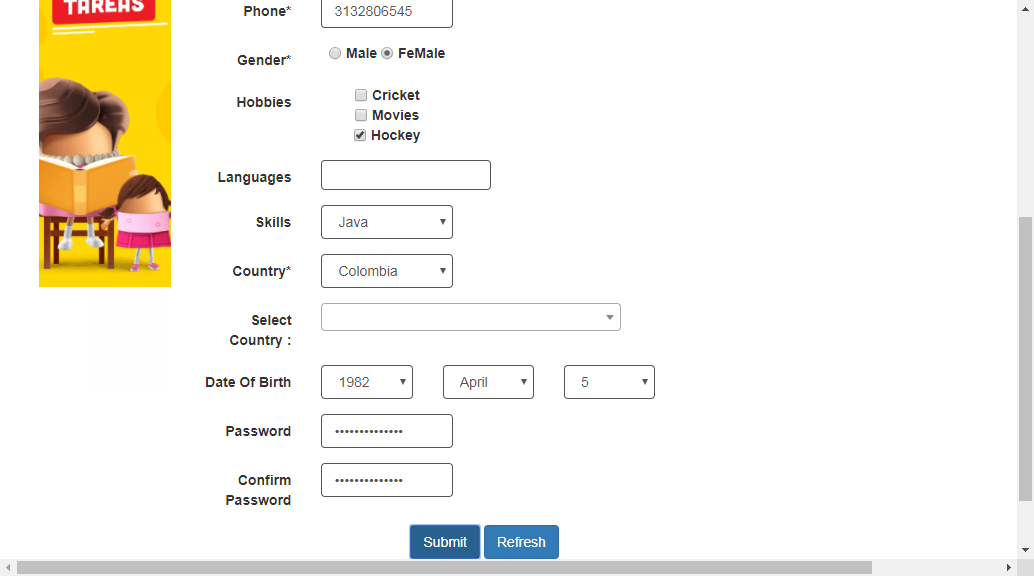 TAREAS
Phone* 3132806545
Gender* Male FeMale
Hobbies Cricket
Movies
Hockey
Languages
Skills Java
Country* Colombia
Select
Country :
Date Of Birth 1982 April 5
Password ••••••••••••••
Confirm ••••••••••••••
Password
Submit Refresh